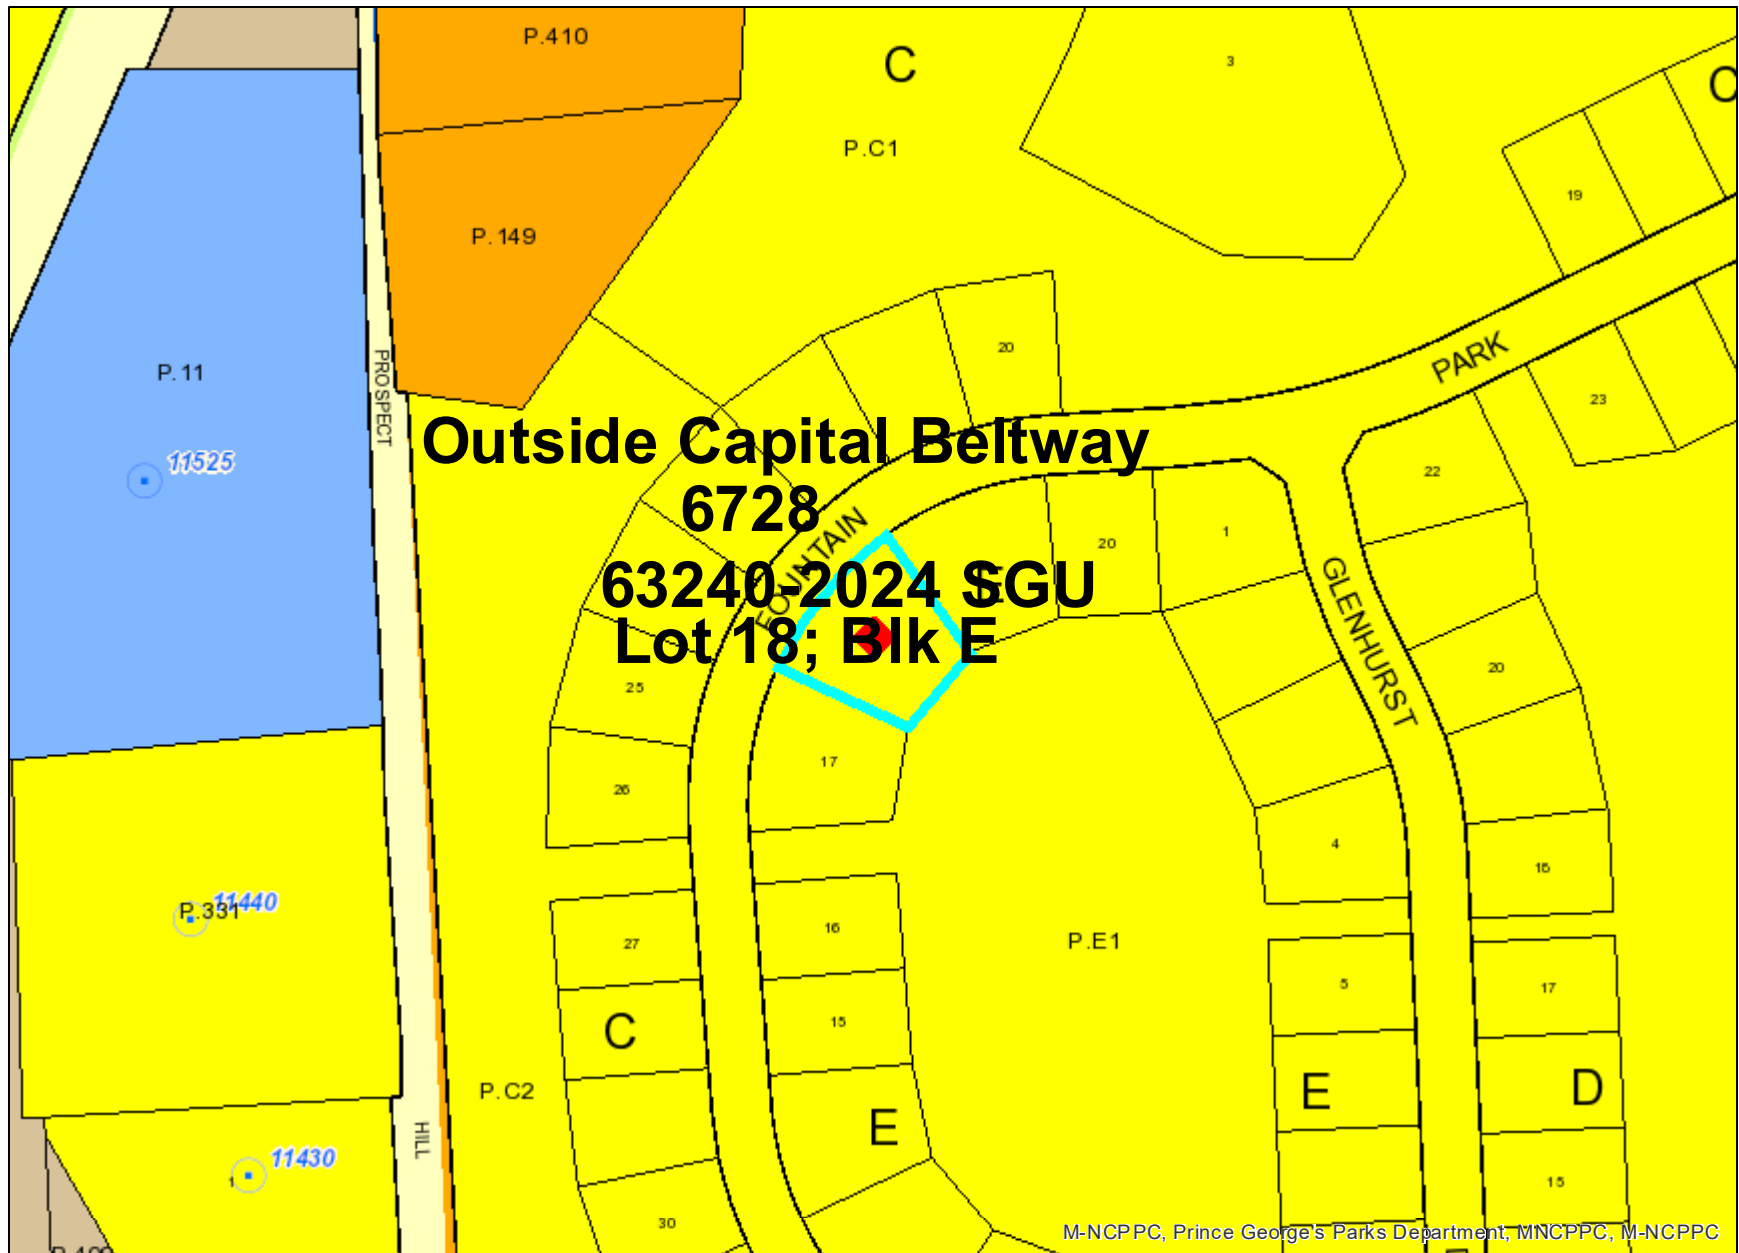 P.410
C
3
C
P.C1
19
P.149
20
PARK
PROSPECT
P.11
23
Outside Capital Beltway
11525
22
6728
FOUNTAIN
20
1
63240-2024 SGU
E
GLENHURST
Lot 18; Blk E
20
25
17
26
4
16
11440
P.331
27
16
P.E1
5
17
C
15
P.C2
E
D
HILL
E
11430
1
15
30
M-NCPPC, Prince George's Parks Department, MNCPPC, M-NCPPC